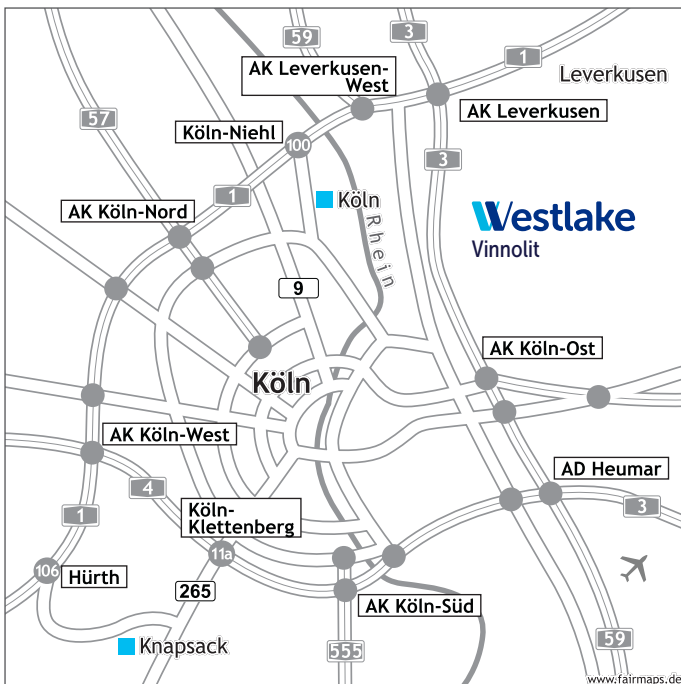 59
3
1
AK Leverkusen-
West
Leverkusen
AK Leverkusen
57
Köln-Niehl
100
3
1
Köln
AK Köln-Nord
Rhein
Westlake
Vinnolit
9
AK Köln-Ost
Köln
AK Köln-West
AD Heumar
4
3
1
Köln-
Klettenberg
11a
106
Hürth
265
AK Köln-Süd
59
Knapsack
555
www.fairmaps.de